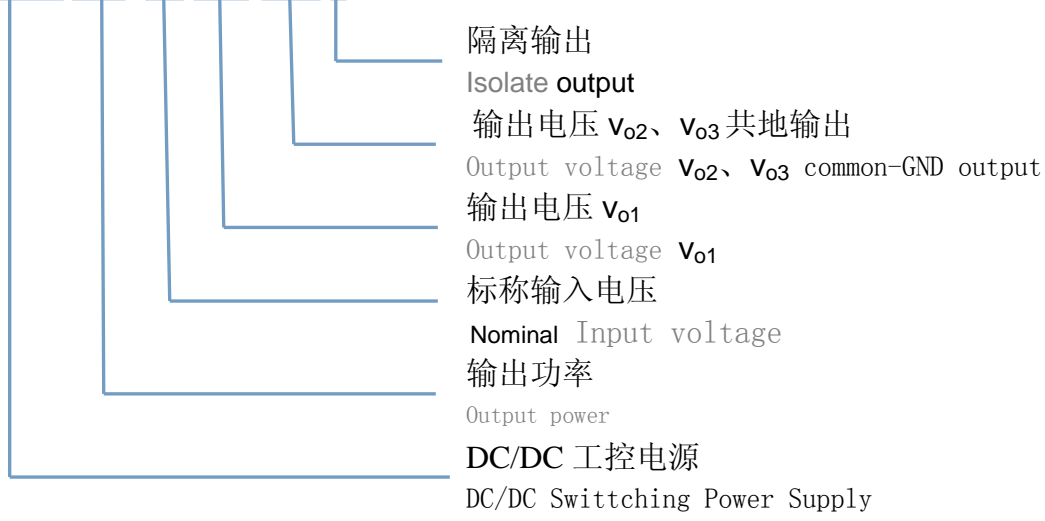 隔离输出
Isolate output
输出电压 Vo2、Vo3 共地输出
Output voltage Vo2、Vo3 common-GND output
输出电压 Vo1
Output voltage Vo1
标称输入电压
Nominal Input voltage
输出功率
Output power
DC/DC 工控电源
DC/DC Swittching Power Supply